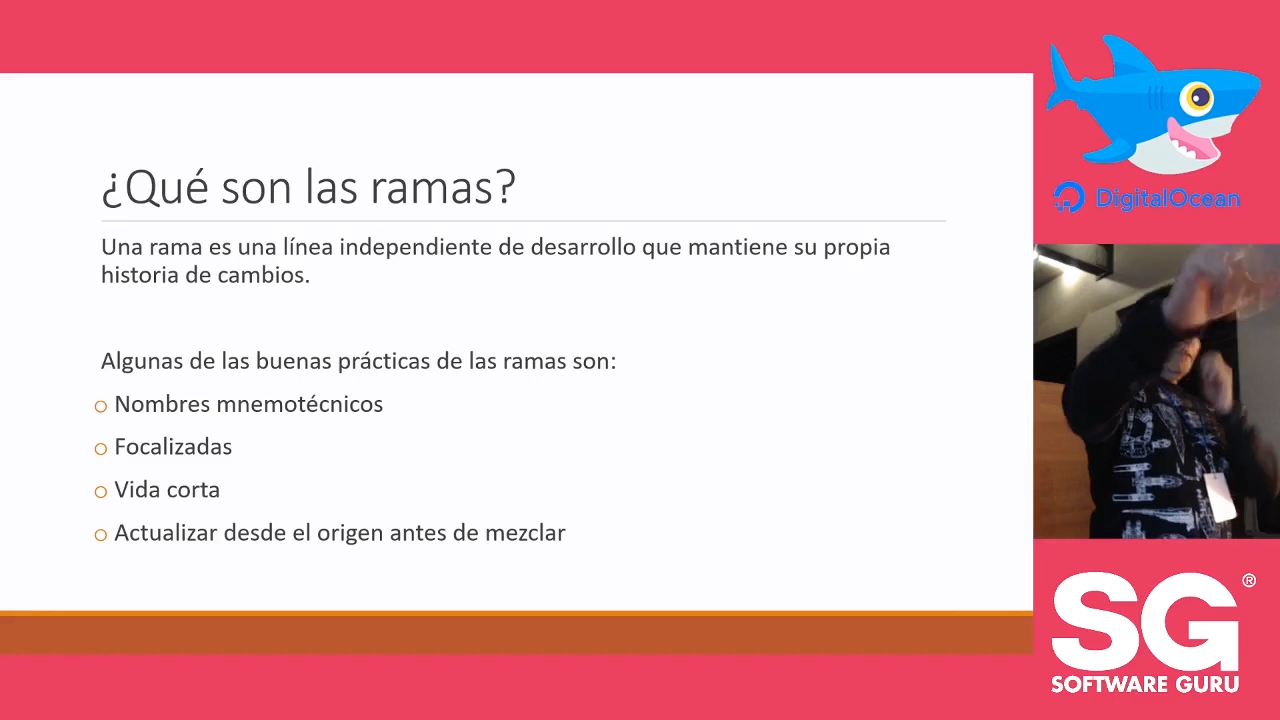 ¿Qué son las ramas?
Una rama es una línea independiente de desarrollo que mantiene su propia
historia de cambios.
Algunas de las buenas prácticas de las ramas son:
o Nombres mnemotécnicos
o Focalizadas
o Vida corta
o Actualizar desde el origen antes de mezclar
DigitalOcean
SG®
SOFTWARE GURU